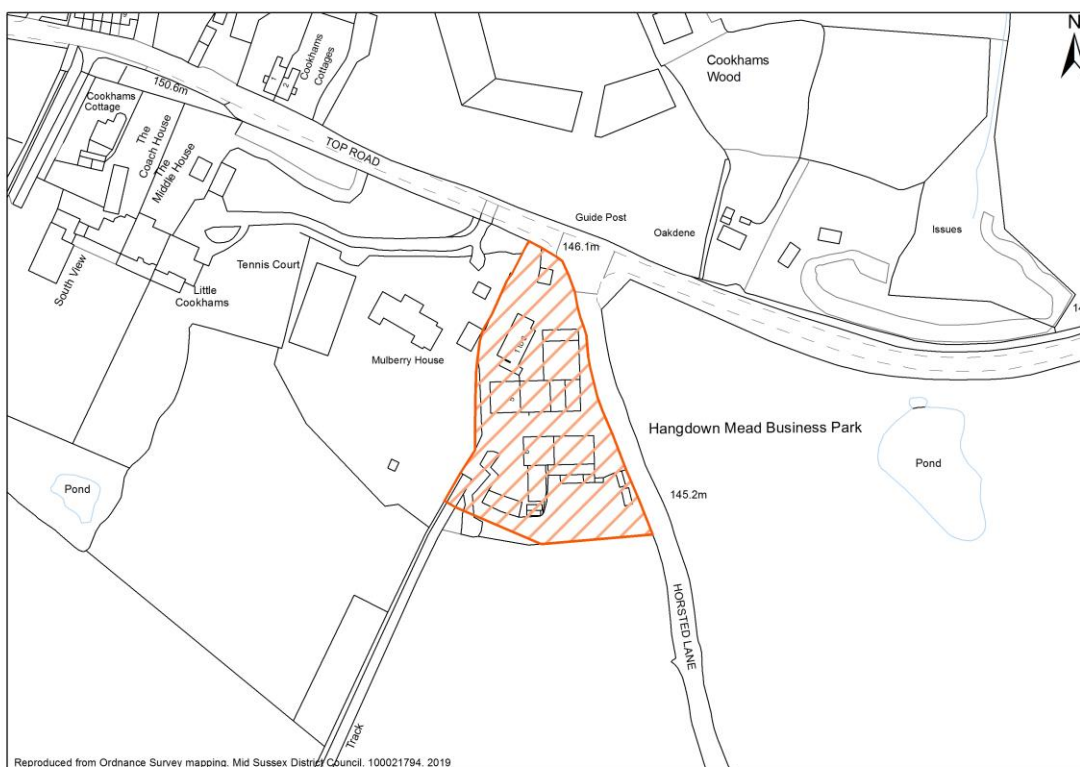 N
Cookhams
Wood
Cookhams
Cottages
1
2
150.6m
Cookhams
Cottage
The
Coach House
The
Middle House
TOP ROAD
Guide Post
146.1m
Oakdene
Issues
Tennis Court
South View
Little
Cookhams
Mulberry House
Hangdown Mead Business Park
Pond
Pond
145.2m
HORSTED LANE
Track
Reproduced from Ordnance Survey mapping. Mid Sussex District Council. 100021794. 2019